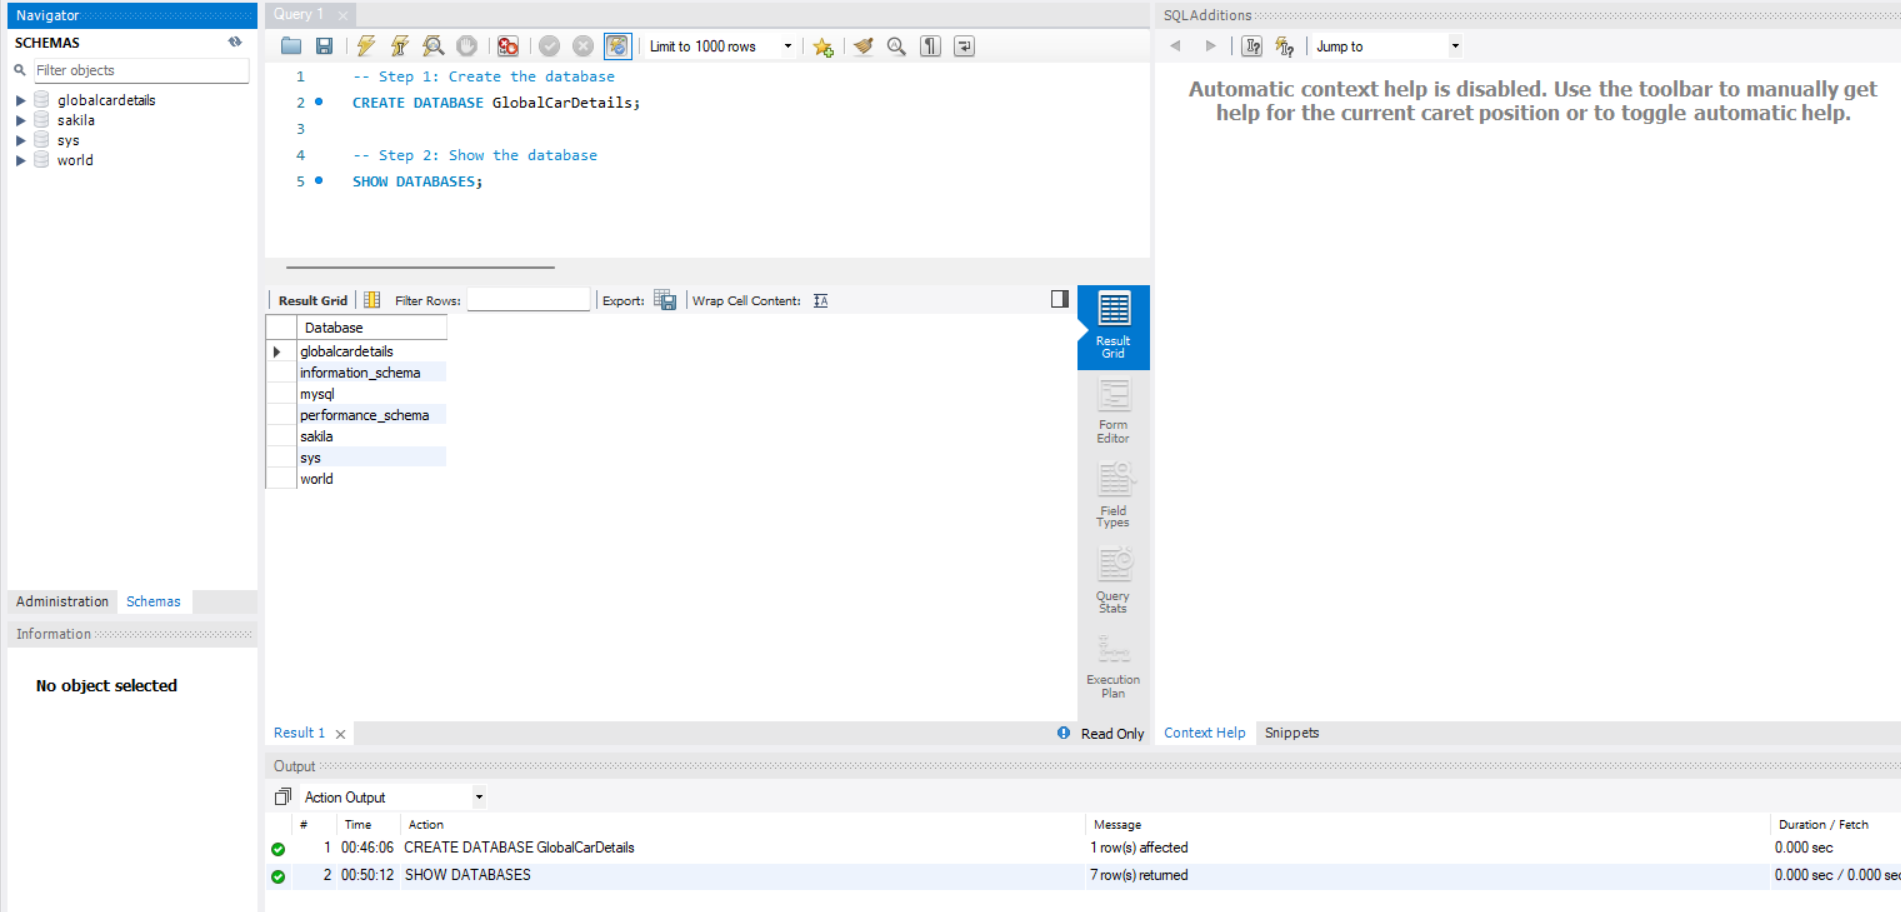 Navigator
SCHEMAS
Filter objects
globalcardetails
sakila
sys
world
Administration Schemas
Information
No object selected
Query 1
Limit to 1000 rows
1 -- Step 1: Create the database
2 CREATE DATABASE GlobalCarDetails;
3
4 -- Step 2: Show the database
5 SHOW DATABASES;
Result Grid Filter Rows: Export: Wrap Cell Content:
Database
globalcardetails
information_schema
mysql
performance_schema
sakila
sys
world
Result
Grid
Form
Editor
Field
Types
Query
Stats
Execution
Plan
Result 1 Read Only
SQLAdditions
Jump to
Automatic context help is disabled. Use the toolbar to manually get
help for the current caret position or to toggle automatic help.
Context Help Snippets
Output
Action Output
# Time Action Message Duration / Fetch
1 00:46:06 CREATE DATABASE GlobalCarDetails 1 row(s) affected 0.000 sec
2 00:50:12 SHOW DATABASES 7 row(s) returned 0.000 sec / 0.000 sec